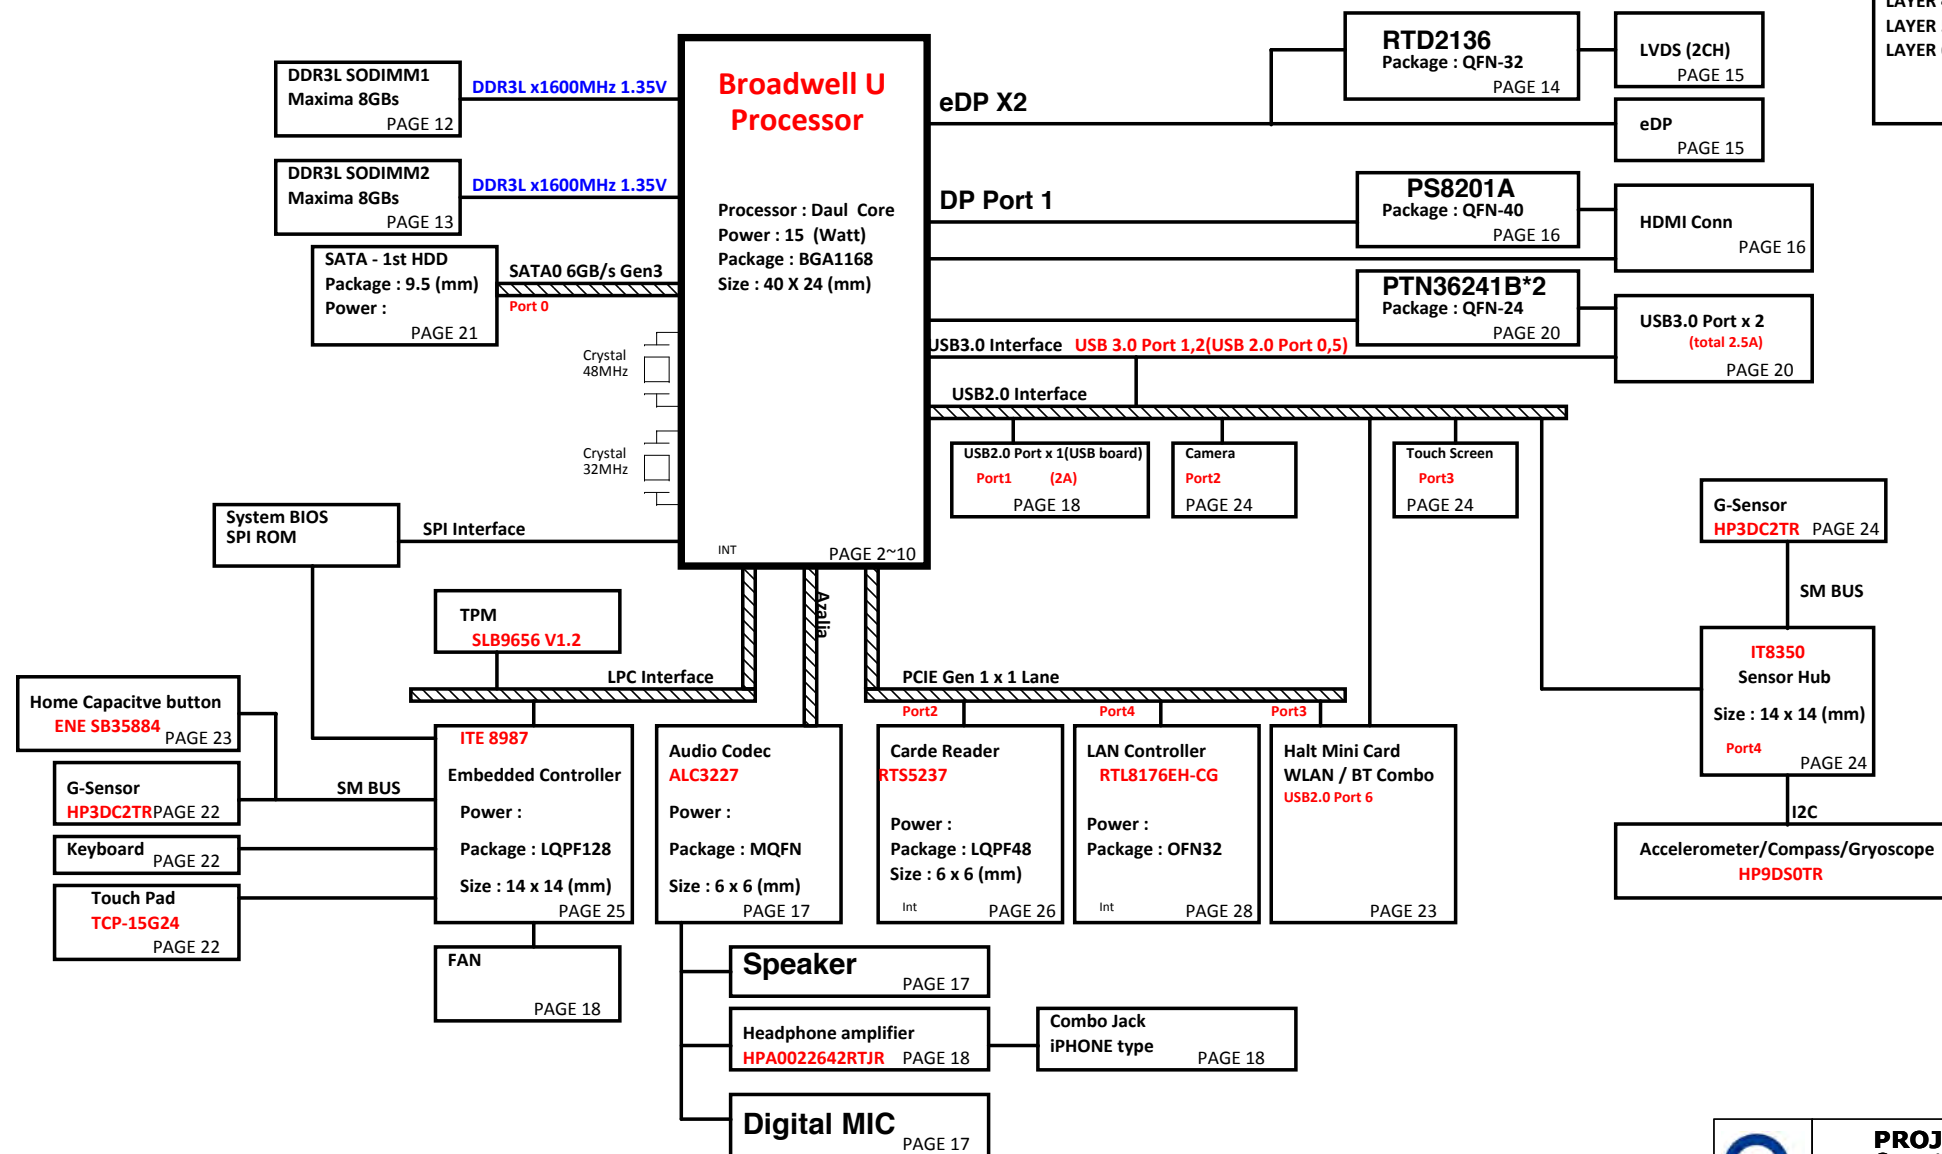 LAYER
LAYER
LAYER
RTD2136
Package : QFN-32
PAGE 14
LVDS (2CH)
PAGE 15
eDP
PAGE 15
DDR3L SODIMM1
Maxima 8GBs
PAGE 12
DDR3L x1600MHz 1.35V
DDR3L SODIMM2
Maxima 8GBs
PAGE 13
DDR3L x1600MHz 1.35V
Broadwell U
Processor
Processor : Daul Core
Power : 15 (Watt)
Package : BGA1168
Size : 40 X 24 (mm)
INT
PAGE 2~10
eDP X2
DP Port 1
PS8201A
Package : QFN-40
PAGE 16
HDMI Conn
PAGE 16
SATA - 1st HDD
Package : 9.5 (mm)
Power :
PAGE 21
SATA0 6GB/s Gen3
Port 0
PTN36241B*2
Package : QFN-24
PAGE 20
USB3.0 Port x 2
(total 2.5A)
PAGE 20
USB3.0 Interface
USB 3.0 Port 1,2(USB 2.0 Port 0,5)
Crystal
48MHz
USB2.0 Interface
Crystal
32MHz
USB2.0 Port x 1(USB board)
Port1
(2A)
PAGE 18
Camera
Port2
PAGE 24
Touch Screen
Port3
PAGE 24
G-Sensor
HP3DC2TR PAGE 24
SM BUS
System BIOS
SPI ROM
SPI Interface
TPM
SLB9656 V1.2
Azalia
LPC Interface
PCIE Gen 1 x 1 Lane
IT8350
Sensor Hub
Size : 14 x 14 (mm)
Port4
PAGE 24
I2C
Accelerometer/Compass/Gryoscope
HP9DS0TR
Home Capacitve button
ENE SB35884
PAGE 23
G-Sensor
HP3DC2TR PAGE 22
SM BUS
Keyboard
PAGE 22
Touch Pad
TCP-15G24
PAGE 22
ITE 8987
Embedded Controller
Power :
Package : LQPF128
Size : 14 x 14 (mm)
PAGE 25
Audio Codec
ALC3227
Power :
Package : MQFN
Size : 6 x 6 (mm)
PAGE 17
Port2
Carde Reader
RTS5237
Power :
Package : LQPF48
Size : 6 x 6 (mm)
Int
PAGE 26
Port4
LAN Controller
RTL8176EH-CG
Power :
Package : OFN32
Int
PAGE 28
Port3
Halt Mini Card
WLAN / BT Combo
USB2.0 Port 6
PAGE 23
FAN
PAGE 18
Speaker
PAGE 17
Headphone amplifier
HPA0022642RTJR PAGE 18
Combo Jack
iPHONE type
PAGE 18
Digital MIC
PAGE 17
PROJ